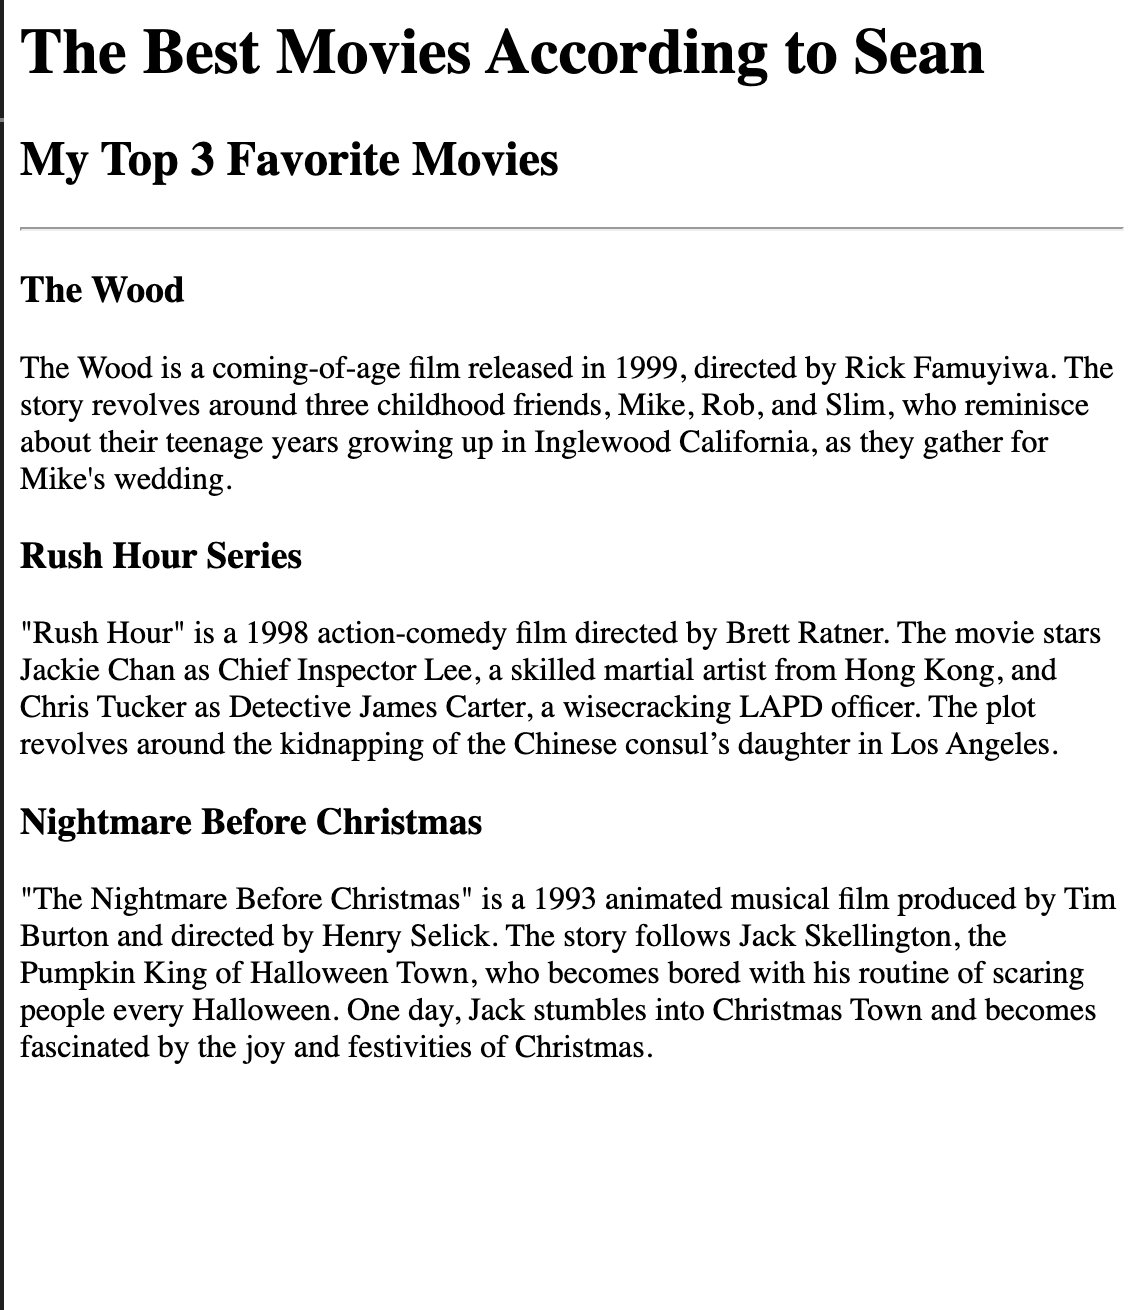 The Best Movies According to Sean
My Top 3 Favorite Movies
The Wood
The Wood is a coming-of-age film released in 1999, directed by Rick Famuyiwa. The
story revolves around three childhood friends, Mike, Rob, and Slim, who reminisce
about their teenage years growing up in Inglewood California, as they gather for
Mike's wedding.
Rush Hour Series
"Rush Hour" is a 1998 action-comedy film directed by Brett Ratner. The movie stars
Jackie Chan as Chief Inspector Lee, a skilled martial artist from Hong Kong, and
Chris Tucker as Detective James Carter, a wisecracking LAPD officer. The plot
revolves around the kidnapping of the Chinese consul’s daughter in Los Angeles.
Nightmare Before Christmas
"The Nightmare Before Christmas" is a 1993 animated musical film produced by Tim
Burton and directed by Henry Selick. The story follows Jack Skellington, the
Pumpkin King of Halloween Town, who becomes bored with his routine of scaring
people every Halloween. One day, Jack stumbles into Christmas Town and becomes
fascinated by the joy and festivities of Christmas.